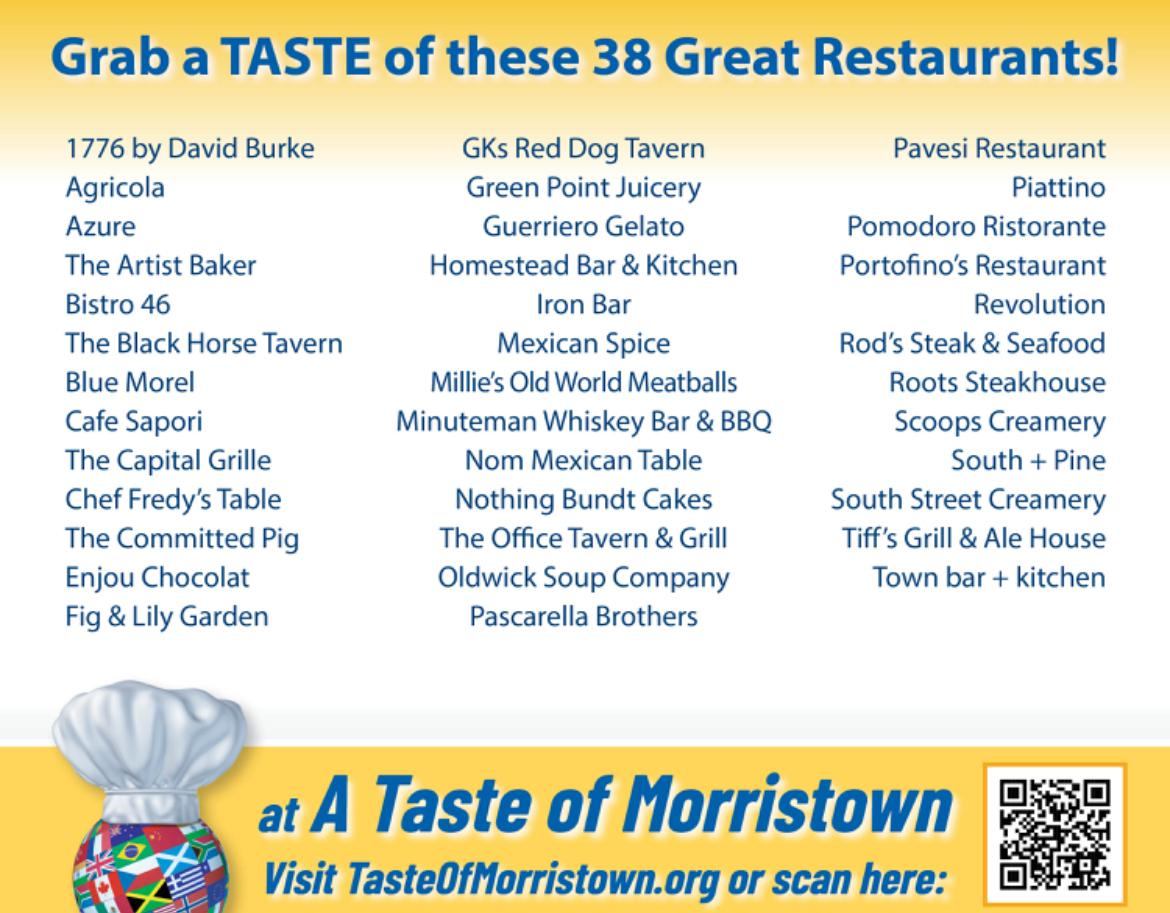 Grab a TASTE of these 38 Great Restaurants!
1776 by David Burke
Agricola
Azure
The Artist Baker
Bistro 46
The Black Horse Tavern
Blue Morel
Cafe Sapori
The Capital Grille
Chef Fredy's Table
The Committed Pig
Enjou Chocolat
Fig & Lily Garden
GKs Red Dog Tavern
Green Point Juicery
Guerriero Gelato
Homestead Bar & Kitchen
Iron Bar
Mexican Spice
Millie's Old World Meatballs
Minuteman Whiskey Bar & BBQ
Nom Mexican Table
Nothing Bundt Cakes
The Office Tavern & Grill
Oldwick Soup Company
Pascarella Brothers
Pavesi Restaurant
Piattino
Pomodoro Ristorante
Portofino's Restaurant
Revolution
Rod's Steak & Seafood
Roots Steakhouse
Scoops Creamery
South + Pine
South Street Creamery
Tiff's Grill & Ale House
Town bar + kitchen
at A Taste of Morristown
Visit TasteOfMorristown.org or scan here: